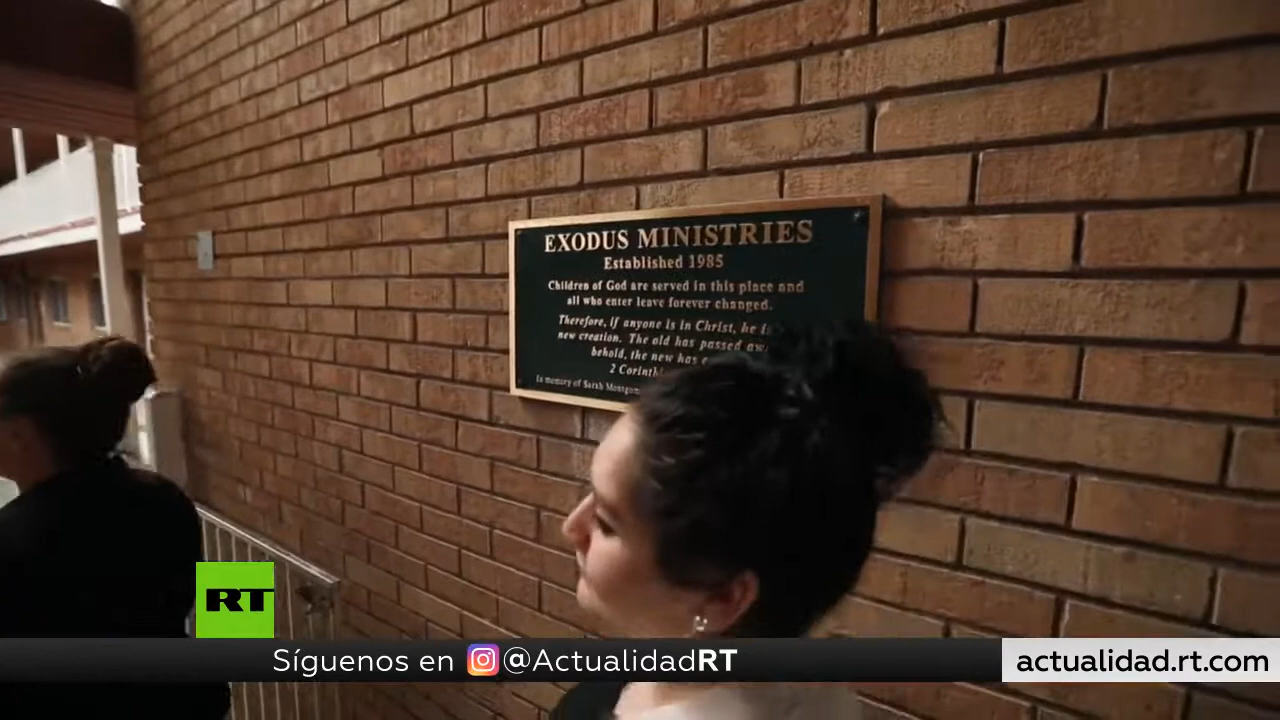 EXODUS MINISTRIES
Established 1985
Children of God are served in this place and
all who enter leave forever changed.
Therefore, if anyone is in Christ, he
new creation. The old has passed
behold, the new has
2
In memory of Sarah
RT
Síguenos en @ActualidadRT
actualidad.rt.com